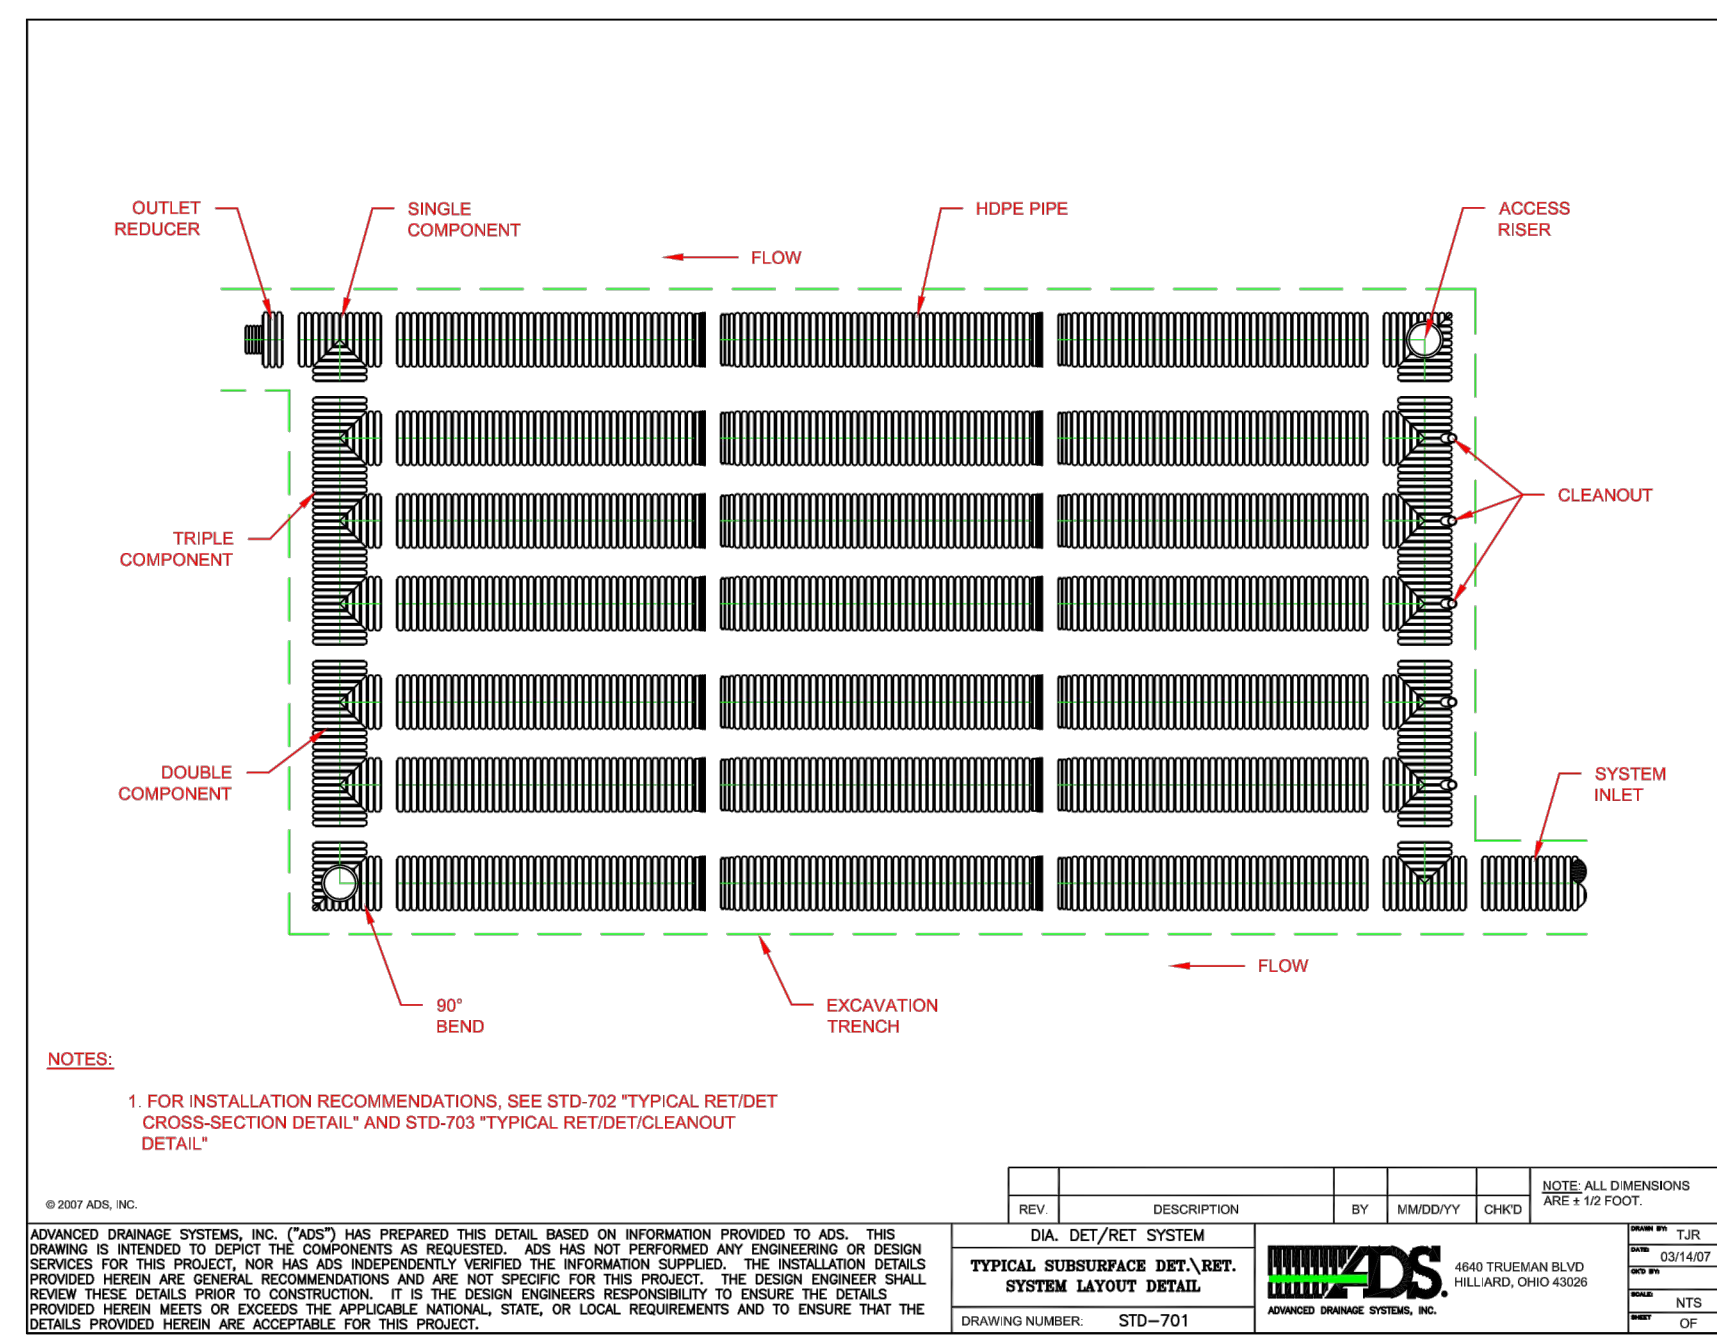 OUTLET
REDUCER
SINGLE
COMPONENT
HDPE PIPE
ACCESS
RISER
FLOW
CLEANOUT
TRIPLE
COMPONENT
DOUBLE
COMPONENT
SYSTEM
INLET
FLOW
90°
BEND
EXCAVATION
TRENCH
NOTES:
1. FOR INSTALLATION RECOMMENDATIONS, SEE STD-702 "TYPICAL RET/DET
CROSS-SECTION DETAIL" AND STD-703 "TYPICAL RET/DET/CLEANOUT
DETAIL"
© 2007 ADS, INC.
REV. DESCRIPTION BY MM/DD/YY CHK'D
NOTE: ALL DIMENSIONS
ARE ± 1/2 FOOT.
ADVANCED DRAINAGE SYSTEMS, INC. ("ADS") HAS PREPARED THIS DETAIL BASED ON INFORMATION PROVIDED TO ADS. THIS
DRAWING IS INTENDED TO DEPICT THE COMPONENTS AS REQUESTED. ADS HAS NOT PERFORMED ANY ENGINEERING OR DESIGN
SERVICES FOR THIS PROJECT, NOR HAS ADS INDEPENDENTLY VERIFIED THE INFORMATION SUPPLIED. THE INSTALLATION DETAILS
PROVIDED HEREIN ARE GENERAL RECOMMENDATIONS AND ARE NOT SPECIFIC FOR THIS PROJECT. THE DESIGN ENGINEER SHALL
REVIEW THESE DETAILS PRIOR TO CONSTRUCTION. IT IS THE DESIGN ENGINEERS RESPONSIBILITY TO ENSURE THE DETAILS
PROVIDED HEREIN MEETS OR EXCEEDS THE APPLICABLE NATIONAL, STATE, OR LOCAL REQUIREMENTS AND TO ENSURE THAT THE
DETAILS PROVIDED HEREIN ARE ACCEPTABLE FOR THIS PROJECT.
DIA. DET/RET SYSTEM
TYPICAL SUBSURFACE DET.\RET.
SYSTEM LAYOUT DETAIL
DRAWING NUMBER: STD-701
ADS.
ADVANCED DRAINAGE SYSTEMS, INC.
4640 TRUEMAN BLVD
HILLIARD, OHIO 43026
DRAWN BY: TJR
DATE: 03/14/07
CK'D BY:
SCALE: NTS
SHEET OF